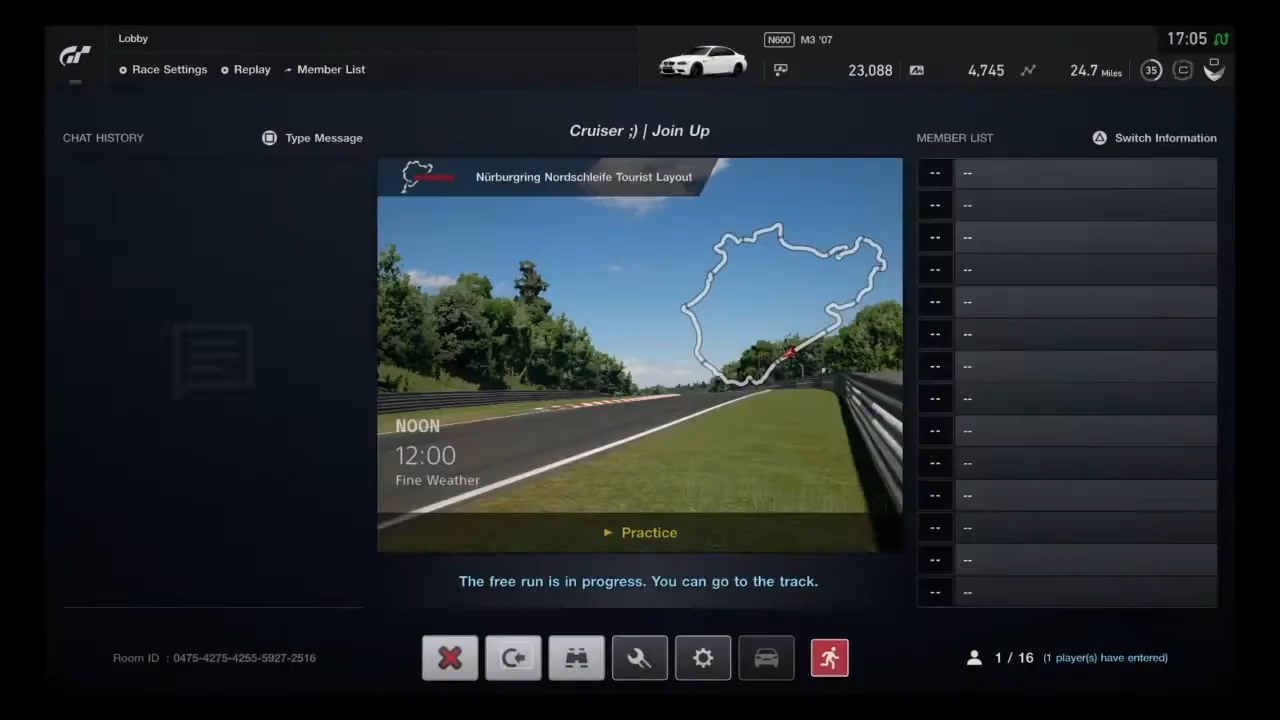 Lobby
Race Settings Replay Member List
N600 M3 '07
23,088 4,745 24.7 Miles 35
17:05
CHAT HISTORY Type Message
Cruiser ;) | Join Up
MEMBER LIST Switch Information
Nürburgring Nordschleife Tourist Layout
NOON
12:00
Fine Weather
Practice
The free run is in progress. You can go to the track.
-- --
-- --
-- --
-- --
-- --
-- --
-- --
-- --
-- --
-- --
-- --
-- --
-- --
-- --
Room ID : 0475-4275-4255-5927-2516
1 / 16 (1 player(s) have entered)